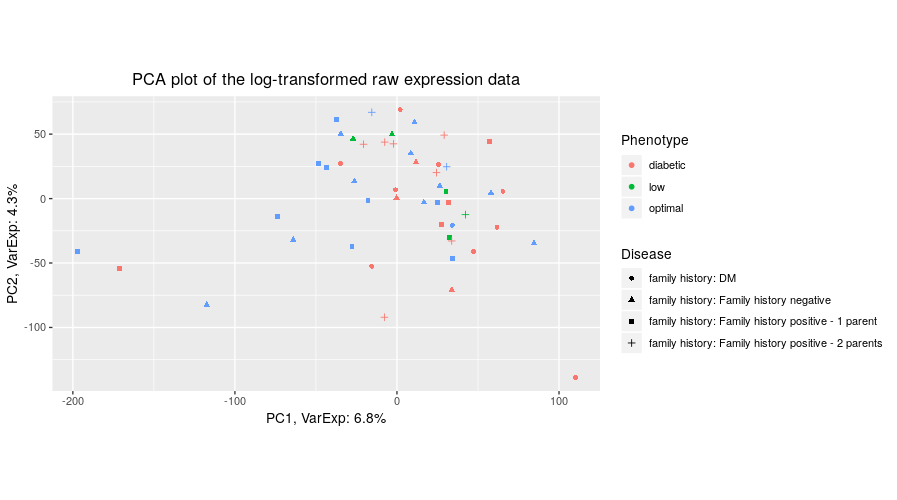 PCA plot of the log-transformed raw expression data
PC2, VarExp: 4.3%
50
0
-50
-100
-200
-100
0
100
PC1, VarExp: 6.8%
Phenotype
diabetic
low
optimal
Disease
family history: DM
family history: Family history negative
family history: Family history positive - 1 parent
family history: Family history positive - 2 parents